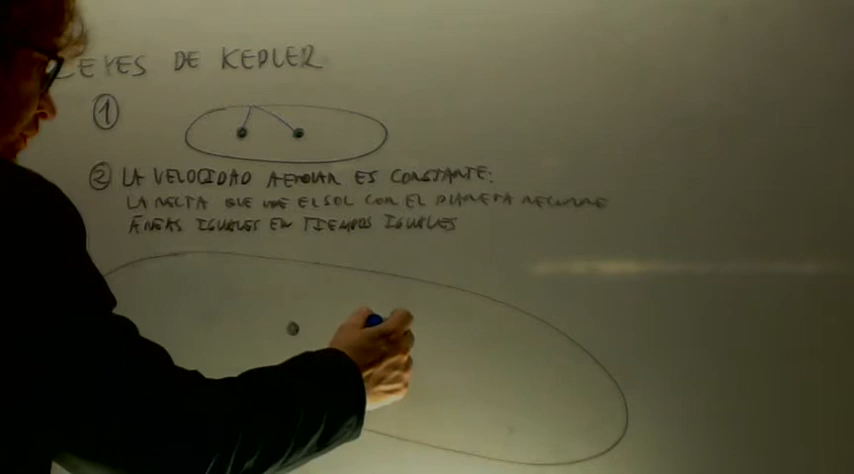 LEYES DE KEPLER
1
2 LA VELOCIDAD AEROLAR ES CONSTANTE:
LA RECTA QUE UNE EL SOL CON EL PLANETA RECORRE
ÁREAS IGUALES EN TIEMPOS IGUALES